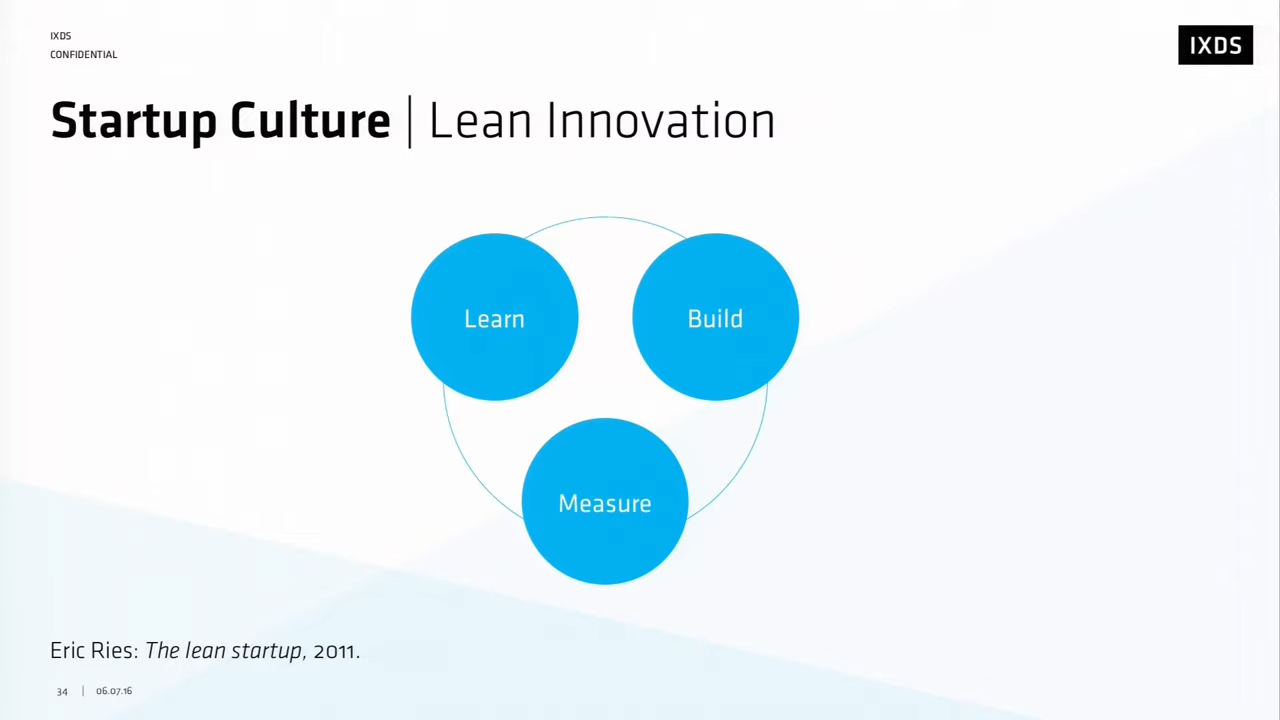 IXDS
CONFIDENTIAL
IXDS
Startup Culture | Lean Innovation
Learn
Build
Measure
Eric Ries: The lean startup, 2011.
34 | 06.07.16